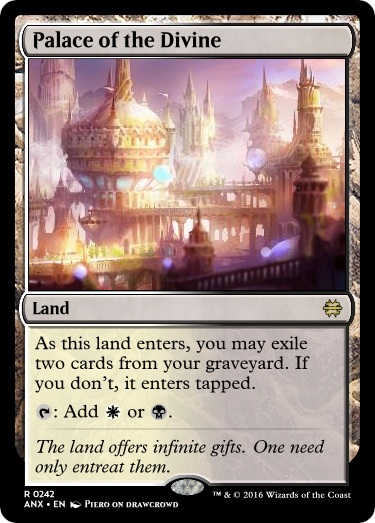 Palace of the Divine
Land
As this land enters, you may exile
two cards from your graveyard. If
you don't, it enters tapped.
: Add or .
The land offers infinite gifts. One need
only entreat them.
R 0242
ANX • EN Piero on drawcrowd
™ & © 2016 Wizards of the Coast